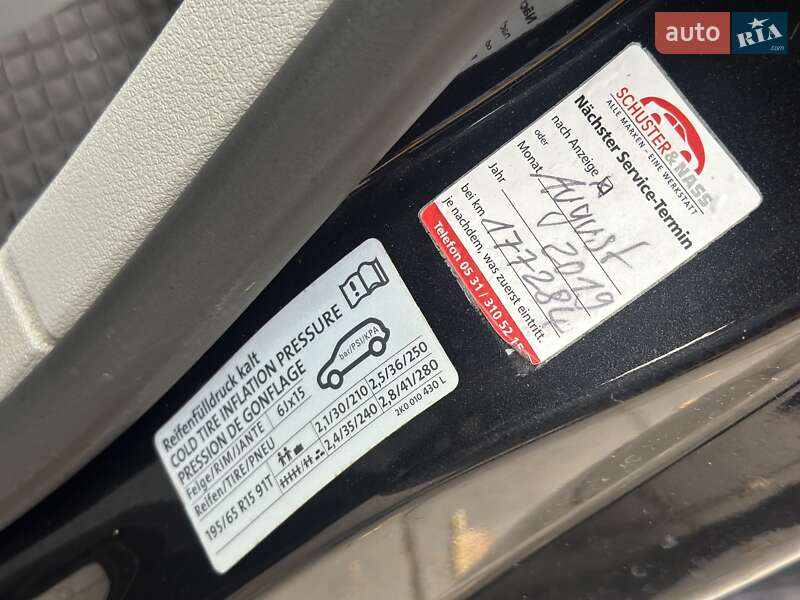 auto RIA.com
SCHUSTER&NASS
ALLE MARKEN – EINE WERKSTATT
Nächster Service-Termin
nach Anzeige
oder
Monat August
Jahr 2019
bei km 177284
je nachdem, was zuerst eintritt.
Telefon 05 31 / 310 52 15
Reifenfülldruck kalt
COLD TIRE INFLATION PRESSURE
PRESSION DE GONFLAGE
bar/PSI/KPA
Felge/RIM/JANTE 6Jx15
Reifen/TIRE/PNEU
2,1/30/210 2,5/36/250
195/65 R15 91T
2,4/35/240 2,8/41/280
2K0 010 430 L